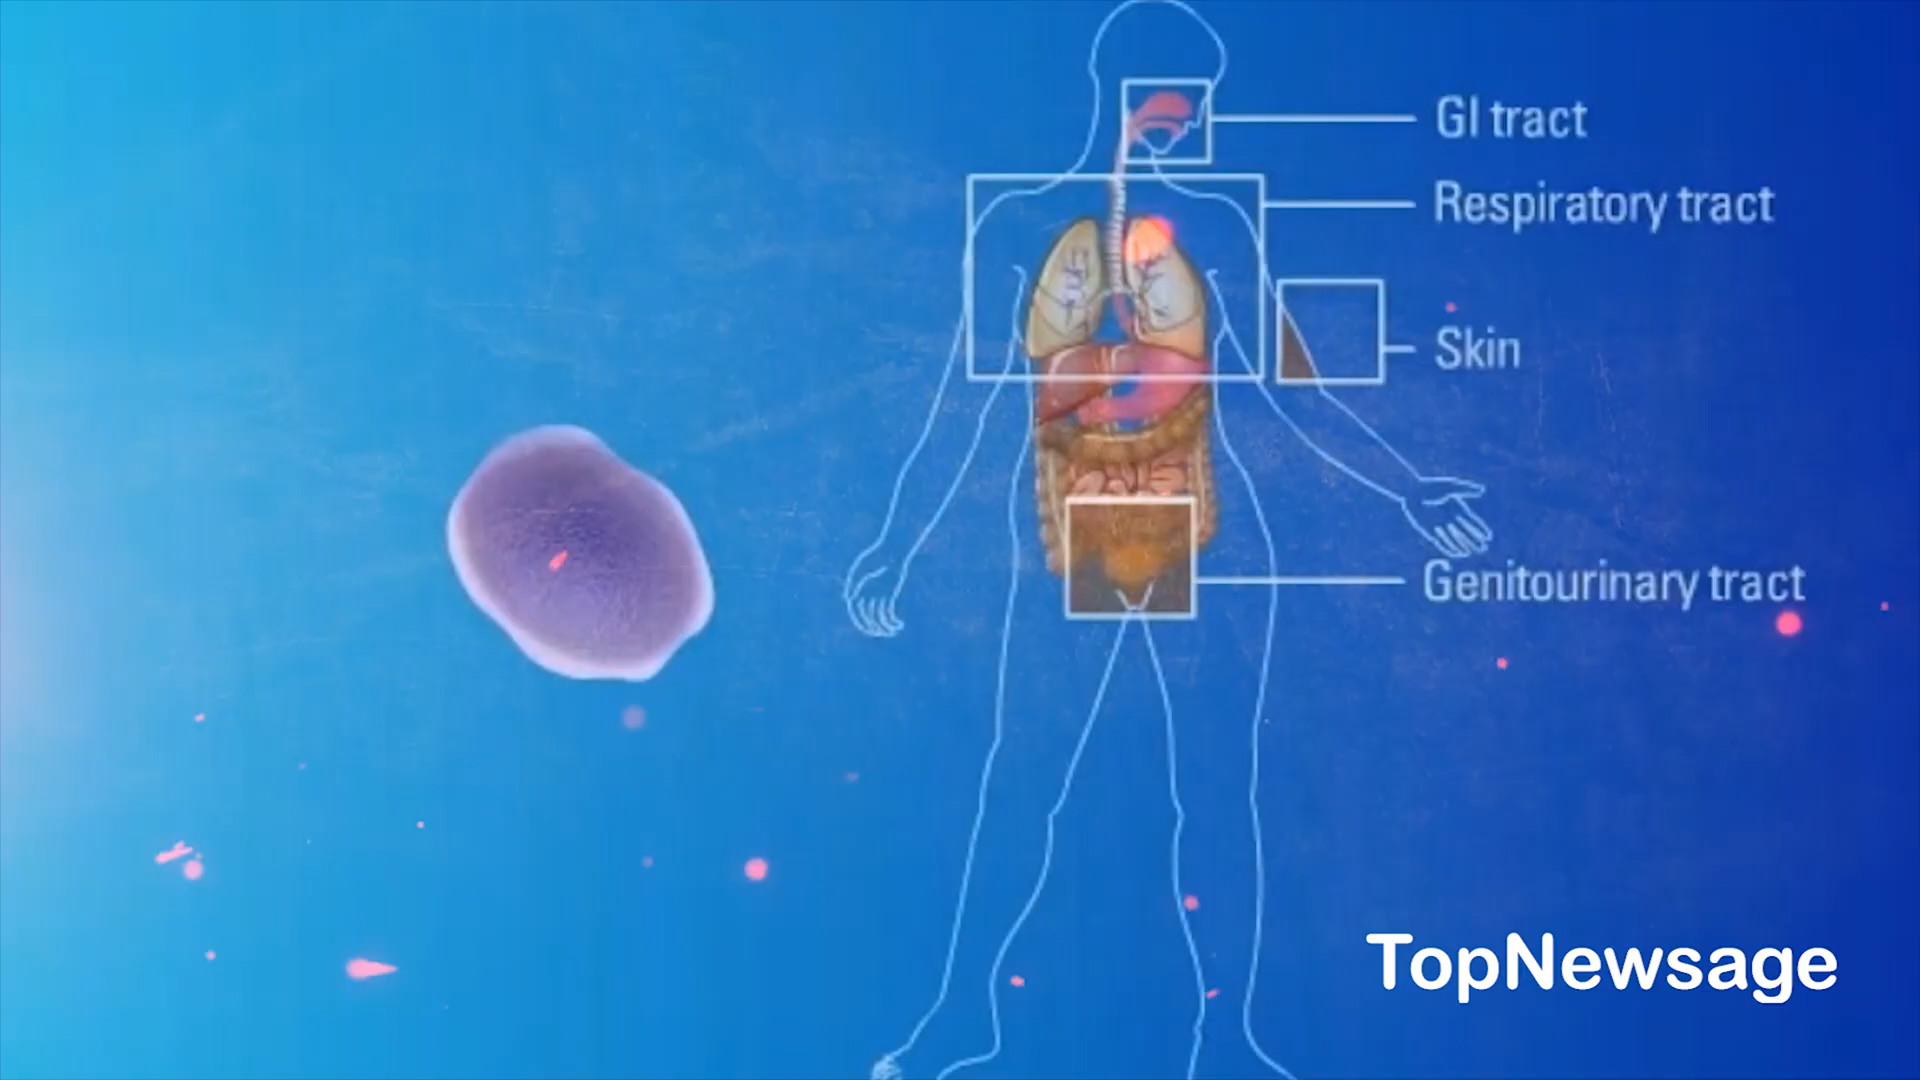 GI tract
Respiratory tract
Skin
Genitourinary tract
TopNewsage